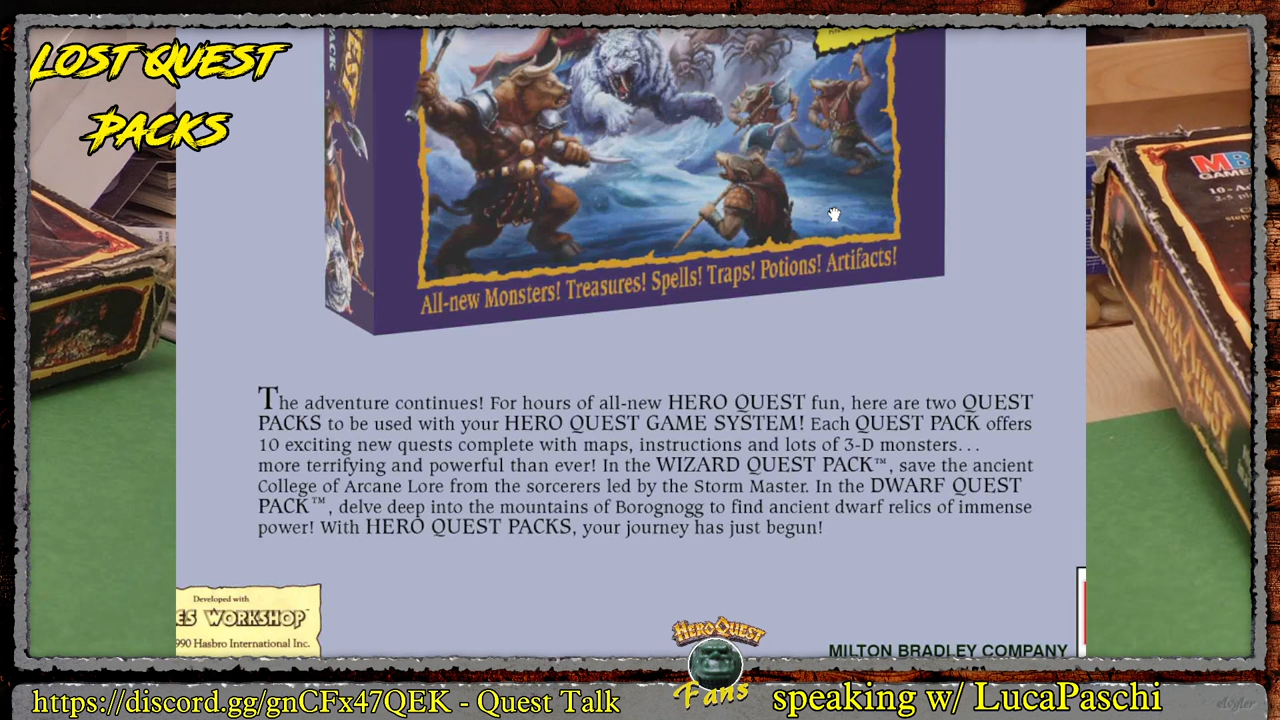 LOST QUEST
PACKS
All-new Monsters! Treasures! Spells! Traps! Potions! Artifacts!
The adventure continues! For hours of all-new HERO QUEST fun, here are two QUEST
PACKS to be used with your HERO QUEST GAME SYSTEM! Each QUEST PACK offers
10 exciting new quests complete with maps, instructions and lots of 3-D monsters...
more terrifying and powerful than ever! In the WIZARD QUEST PACK™, save the ancient
College of Arcane Lore from the sorcerers led by the Storm Master. In the DWARF QUEST
PACK™, delve deep into the mountains of Borognogg to find ancient dwarf relics of immense
power! With HERO QUEST PACKS, your journey has just begun!
Developed with
ES WORKSHOP
990 Hasbro International Inc.
MILTON BRADLEY COMPANY
MB
HEROQUEST
Fans
https://discord.gg/gnCFx47QEK - Quest Talk
speaking w/ LucaPaschi